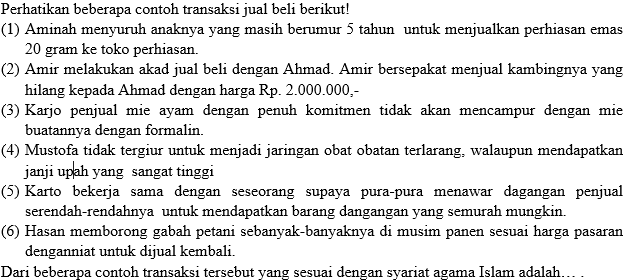 Perhatikan beberapa contoh transaksi jual beli berikut!
(1) Aminah menyuruh anaknya yang masih berumur 5 tahun untuk menjualkan perhiasan emas
20 gram ke toko perhiasan.
(2) Amir melakukan akad jual beli dengan Ahmad. Amir bersepakat menjual kambingnya yang
hilang kepada Ahmad dengan harga Rp. 2.000.000,-
(3) Karjo penjual mie ayam dengan penuh komitmen tidak akan mencampur dengan mie
buatannya dengan formalin.
(4) Mustofa tidak tergiur untuk menjadi jaringan obat obatan terlarang, walaupun mendapatkan
janji upah yang sangat tinggi
(5) Karto bekerja sama dengan seseorang supaya pura-pura menawar dagangan penjual
serendah-rendahnya untuk mendapatkan barang dangangan yang semurah mungkin.
(6) Hasan memborong gabah petani sebanyak-banyaknya di musim panen sesuai harga pasaran
denganniat untuk dijual kembali.
Dari beberapa contoh transaksi tersebut yang sesuai dengan syariat agama Islam adalah… .